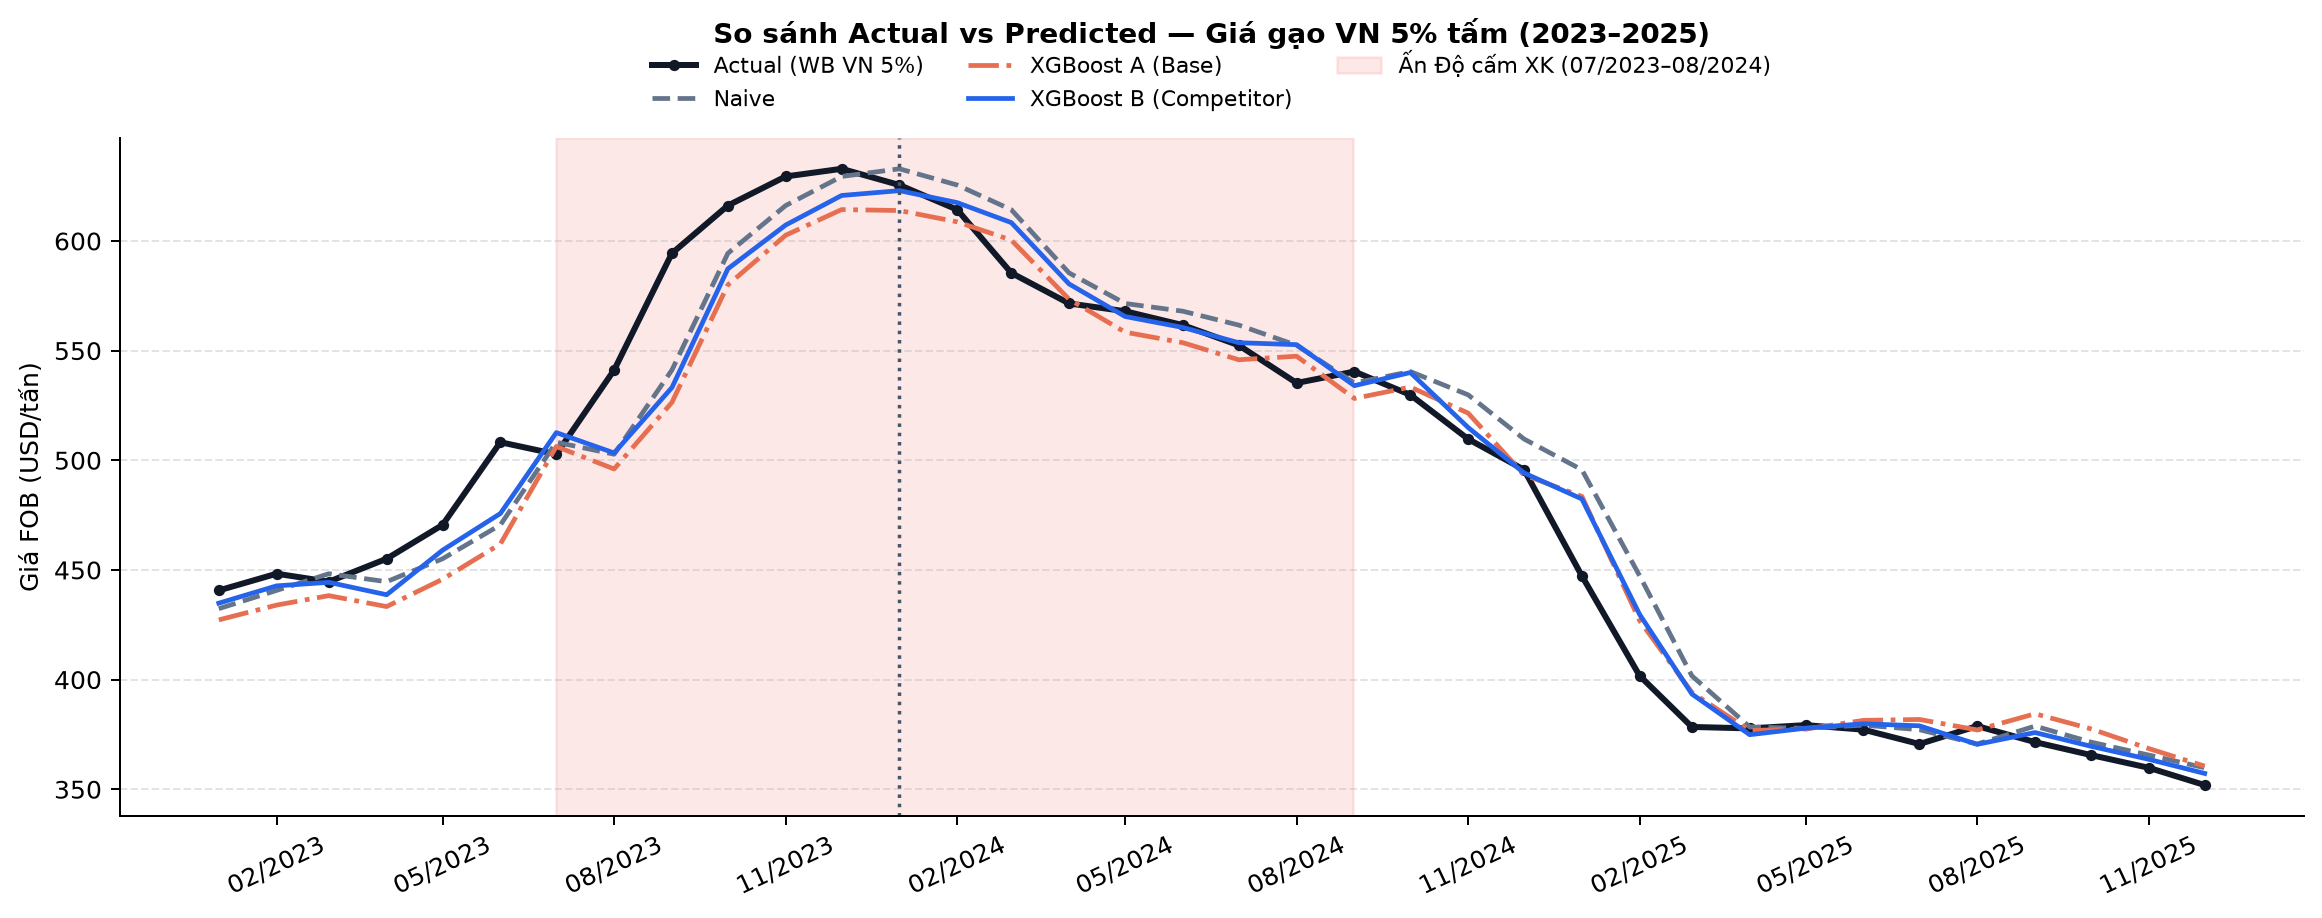 So sánh Actual vs Predicted — Giá gạo VN 5% tấm (2023–2025)
Actual (WB VN 5%)
Naive
XGBoost A (Base)
XGBoost B (Competitor)
Ấn Độ cấm XK (07/2023–08/2024)
Giá FOB (USD/tấn)
600
550
500
450
400
350
02/2023
05/2023
08/2023
11/2023
02/2024
05/2024
08/2024
11/2024
02/2025
05/2025
08/2025
11/2025